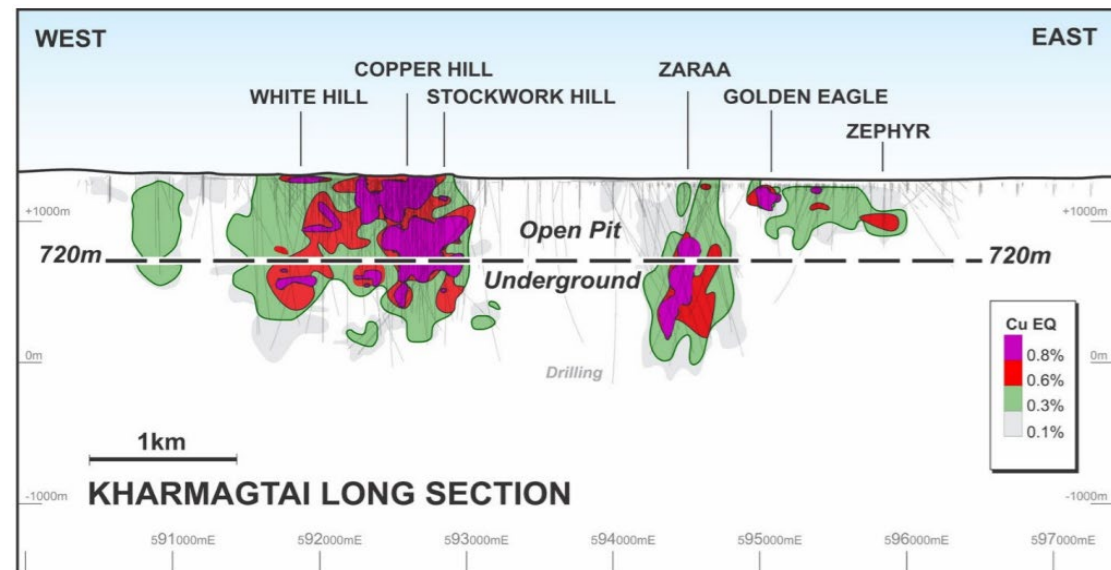 WEST
EAST
COPPER HILL
ZARAA
WHITE HILL
STOCKWORK HILL
GOLDEN EAGLE
ZEPHYR
+1000m
+1000m
Open Pit
720m
720m
Underground
Cu EQ
0.8%
0.6%
0.3%
0.1%
0m
0m
Drilling
1km
KHARMAGTAI LONG SECTION
-1000m
-1000m
591000mE
592000mE
593000mE
594000mE
595000mE
596000mE
597000mE